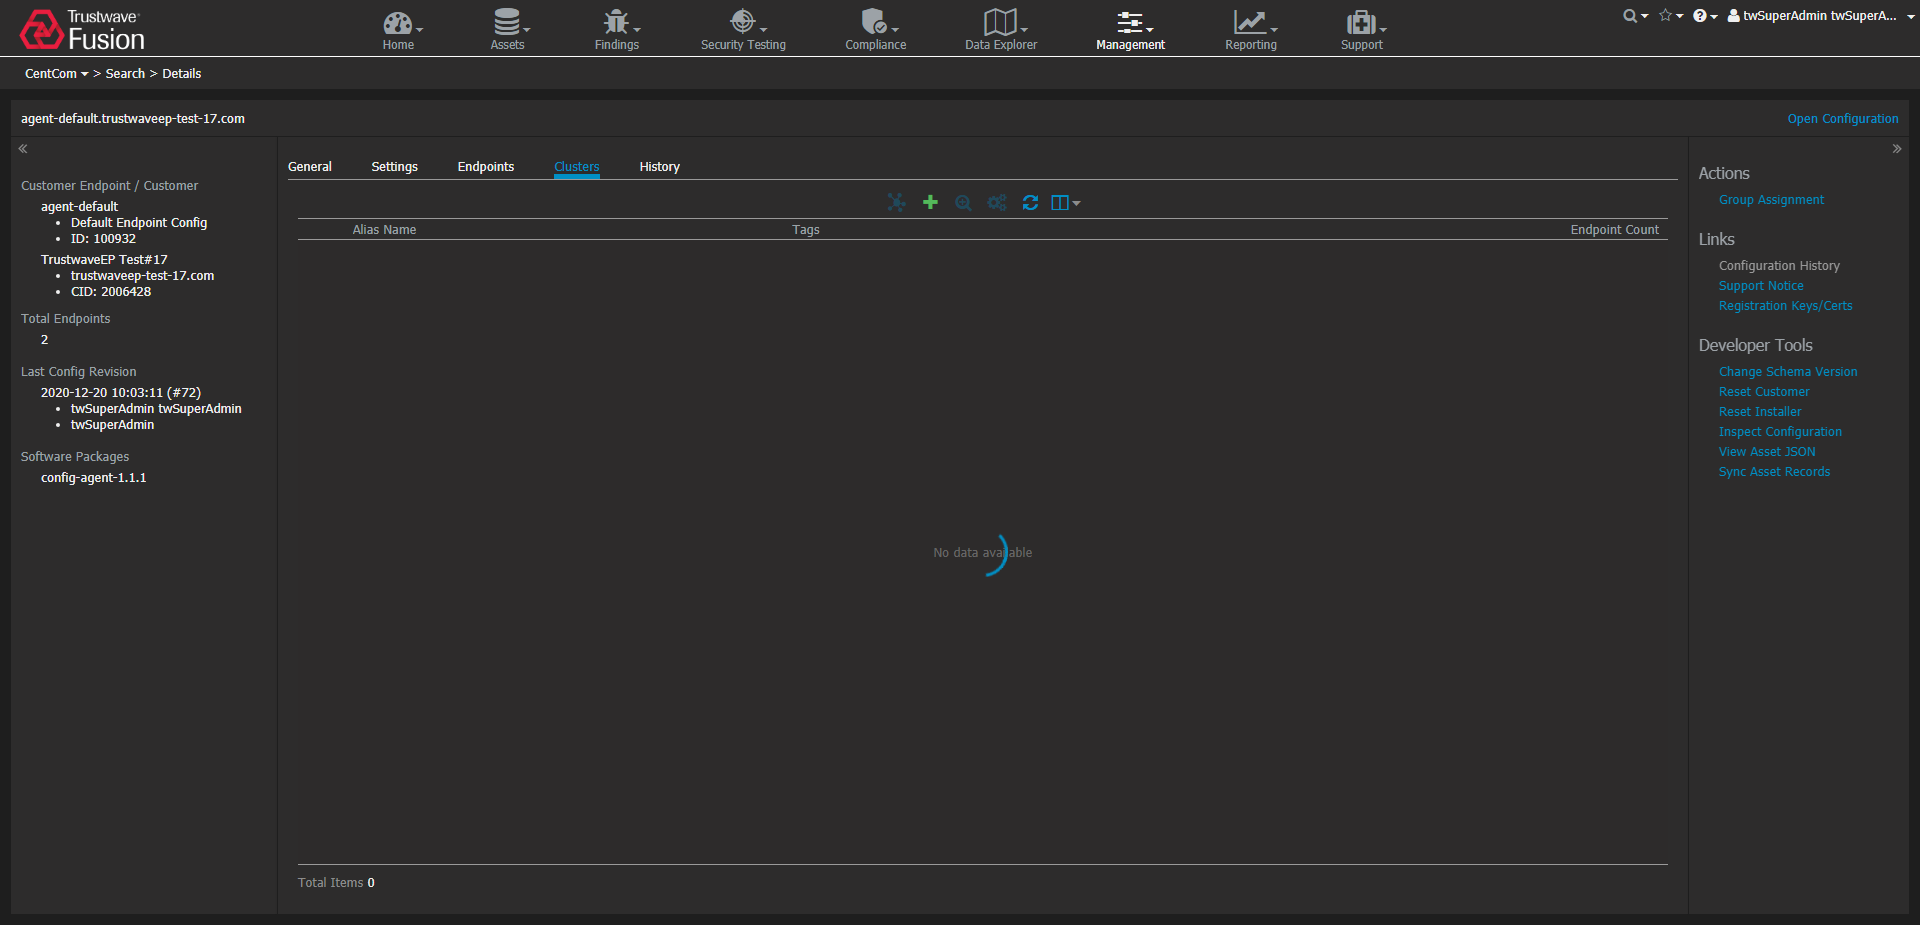 Trustwave®
Fusion
Home
Assets
Findings
Security Testing
Compliance
Data Explorer
Management
Reporting
Support
twSuperAdmin twSuperA...
CentCom > Search > Details
agent-default.trustwaveep-test-17.com
Open Configuration
Customer Endpoint / Customer
agent-default
• Default Endpoint Config
• ID: 100932
TrustwaveEP Test#17
• trustwaveep-test-17.com
• CID: 2006428
Total Endpoints
2
Last Config Revision
2020-12-20 10:03:11 (#72)
• twSuperAdmin twSuperAdmin
• twSuperAdmin
Software Packages
config-agent-1.1.1
General Settings Endpoints Clusters History
Alias Name Tags Endpoint Count
No data available
Total Items 0
Actions
Group Assignment
Links
Configuration History
Support Notice
Registration Keys/Certs
Developer Tools
Change Schema Version
Reset Customer
Reset Installer
Inspect Configuration
View Asset JSON
Sync Asset Records